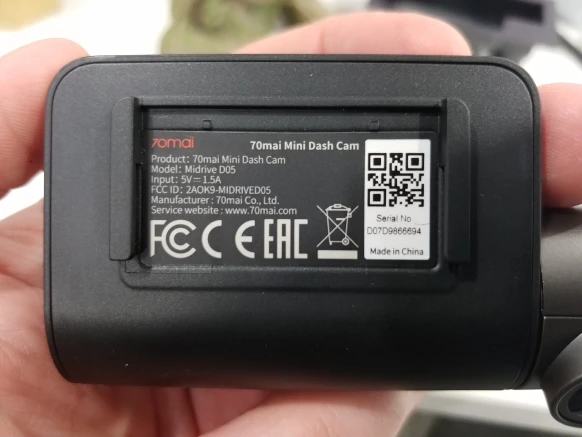 70mai 70mai Mini Dash Cam
Product: 70mai Mini Dash Cam
Model: Midrive D05
Input: 5V⎓1.5A
FCC ID: 2AOK9-MIDRIVED05
Manufacturer : 70mai Co., Ltd.
Service website : www.70mai.com
FC CE EAC
Serial No
D07D9866694
Made in China